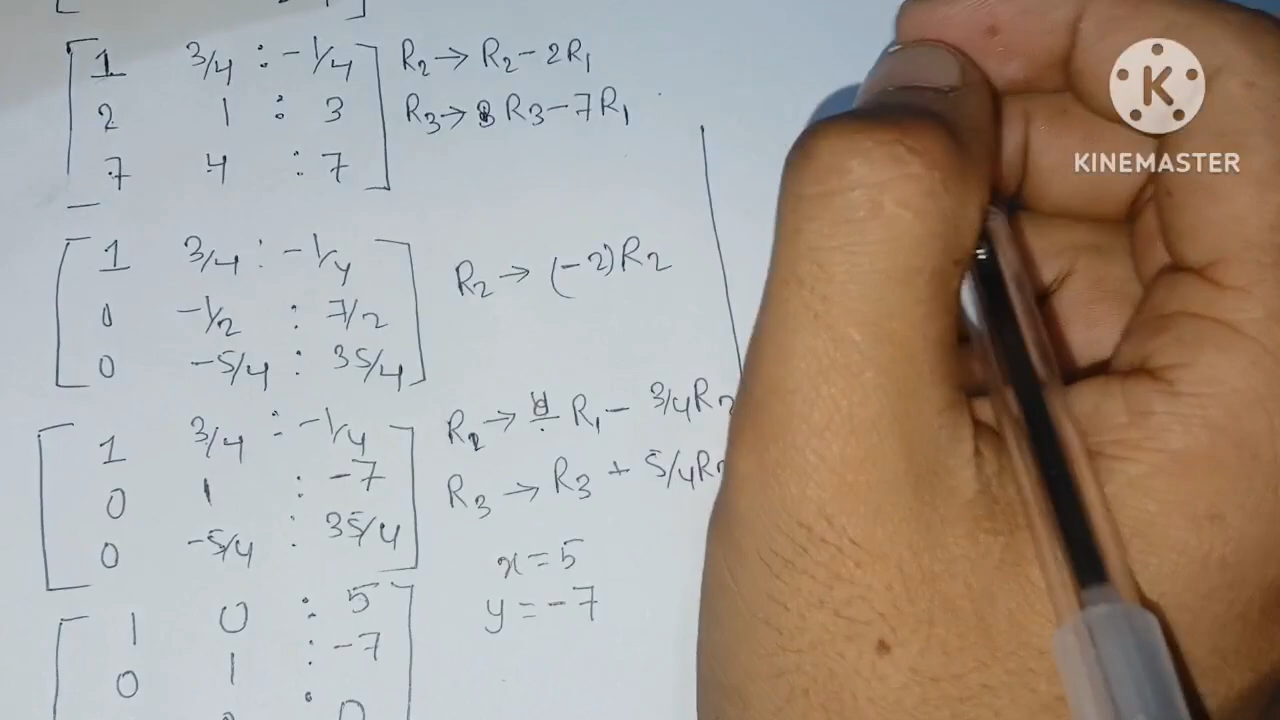 1 3/4 : -1/4 R2 → R2 - 2R1
2 1 : 3 R3 → R3 - 7R1
7 4 : 7
1 3/4 : -1/4
0 -1/2 : 7/2 R2 → (-2)R2
0 -5/4 : 35/4
1 3/4 : -1/4 R2 → R1 - 3/4R2
0 1 : -7 R3 → R3 + 5/4R2
0 -5/4 : 35/4
x = 5
1 0 : 5
y = -7
0 1 : -7
: 0
K
KINEMASTER